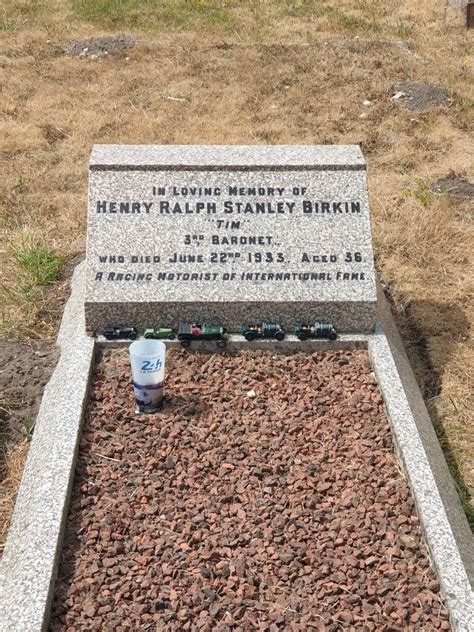 IN LOVING MEMORY OF
HENRY RALPH STANLEY BIRKIN
"TIM"
3RD BARONET,
WHO DIED JUNE 22ND 1933, AGED 36.
A RACING MOTORIST OF INTERNATIONAL FAME
24h